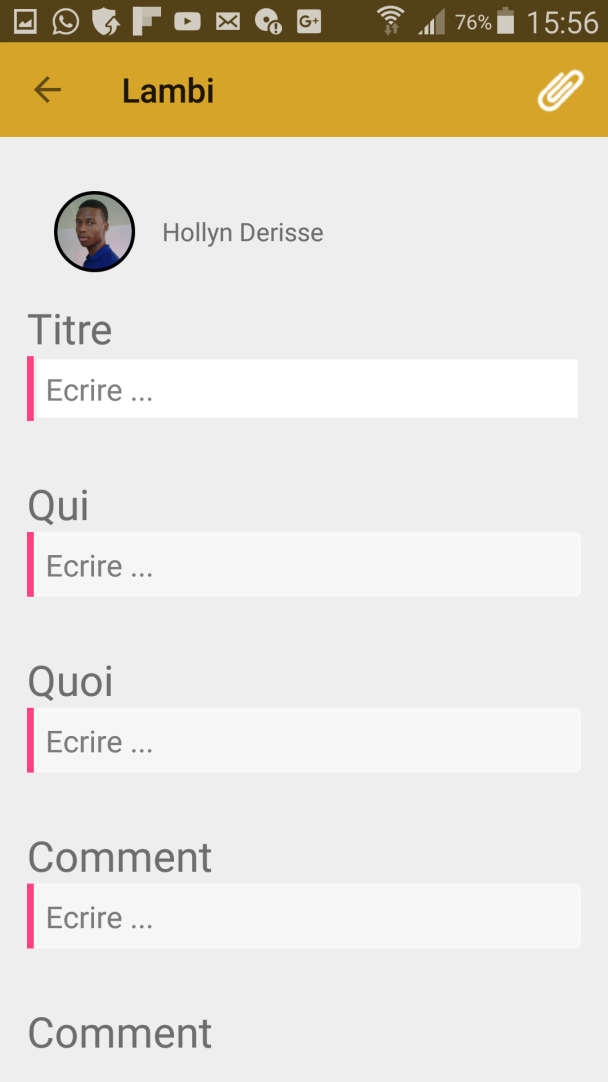 76% 15:56
Lambi
Hollyn Derisse
Titre
Ecrire ...
Qui
Ecrire ...
Quoi
Ecrire ...
Comment
Ecrire ...
Comment